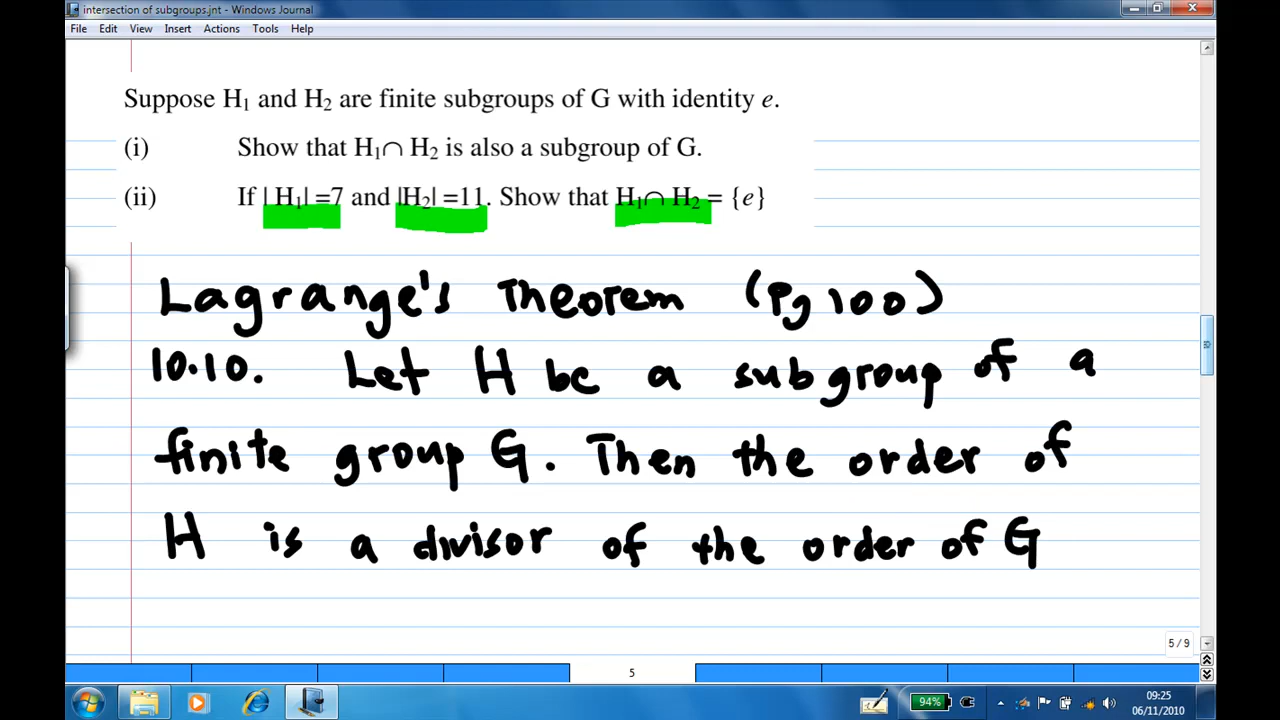 intersection of subgroups.jnt - Windows Journal
File Edit View Insert Actions Tools Help
Suppose H₁ and H₂ are finite subgroups of G with identity e.
(i) Show that H₁∩ H₂ is also a subgroup of G.
(ii) If | H₁| =7 and |H₂| =11. Show that H₁∩ H₂ = {e}
Lagrange's Theorem (Pg 100)
10.10. Let H be a subgroup of a
finite group G. Then the order of
H is a divisor of the order of G
5 / 9
5
94%
09:25
06/11/2010